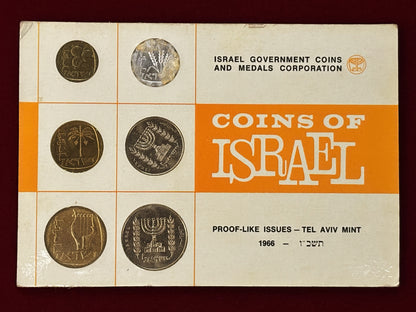 ISRAEL GOVERNMENT COINS
AND MEDALS CORPORATION
COINS OF
ISRAEL
PROOF-LIKE ISSUES – TEL AVIV MINT
1966 – תשכ"ו